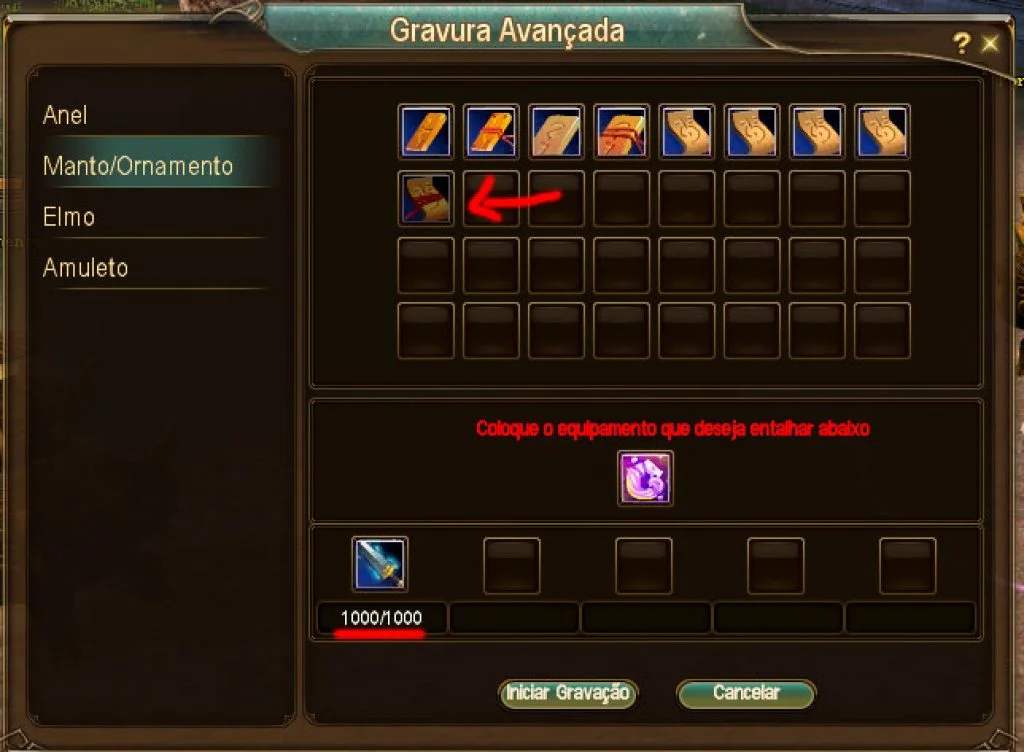 Gravura Avançada
?
Anel
Manto/Ornamento
Elmo
Amuleto
Coloque o equipamento que deseja entalhar abaixo
1000/1000
Iniciar Gravação
Cancelar